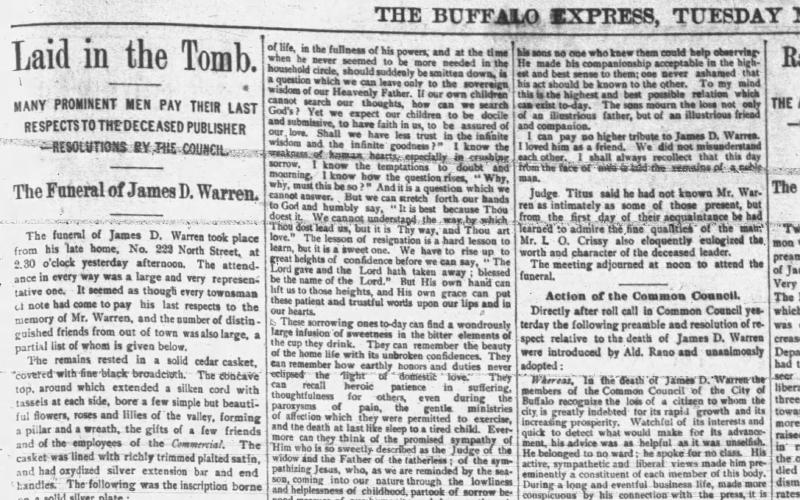 THE BUFFALO EXPRESS, TUESDAY
Laid in the Tomb.
MANY PROMINENT MEN PAY THEIR LAST
RESPECTS TO THE DECEASED PUBLISHER
—RESOLUTIONS BY THE COUNCIL.
The Funeral of James D. Warren.
The funeral of James D. Warren took place
from his late home, No. 222 North Street, at
2.30 o'clock yesterday afternoon. The attend-
ance in every way was a large and very represen-
tative one. It seemed as though every townsman
of note had come to pay his last respects to the
memory of Mr. Warren, and the number of distin-
guished friends from out of town was also large, a
partial list of whom is given below.
The remains rested in a solid cedar casket,
covered with fine black broadcloth. The concave
top, around which extended a silken cord with
tassels at each side, bore a few simple but beauti-
ful flowers, roses and lilies of the valley, forming
a pillar and a wreath, the gifts of a few friends
and of the employees of the Commercial. The
casket was lined with richly trimmed plaited satin,
and had oxydized silver extension bar and end
handles. The following was the inscription borne
on a solid silver plate:
of life, in the fullness of his powers, and at the time
when he never seemed to be more needed in the
household circle, should suddenly be smitten down, is
a question which we can leave only to the sovereign
wisdom of our Heavenly Father. If our own children
cannot search our thoughts, how can we search
God's? Yet we expect our children to be docile
and submissive, to have faith in us, to be assured of
our love. Shall we have less trust in the infinite
wisdom and the infinite goodness?" I know the
weakness of human hearts, especially in crushing
sorrow. I know the temptations to doubt and
mourning. I know how the question rises, "Why,
why, must this be so?" And it is a question which we
cannot answer. But we can stretch forth our hands
to God and humbly say, "It is best because Thou
doest it. We cannot understand the way by which
Thou dost lead us, but it is Thy way, and Thou art
love." The lesson of resignation is a hard lesson to
learn, but it is a sweet one. We have to rise up to
great heights of confidence before we can say, "The
Lord gave and the Lord hath taken away; blessed
be the name of the Lord." But His own hand can
lift us to those heights, and His own grace can put
these patient and trustful words upon our lips and in
our hearts.
These sorrowing ones to-day can find a wondrously
large infusion of sweetness in the bitter elements of
the cup they drink. They can remember the beauty
of the home life with its unbroken confidences. They
can remember how earthly honors and duties never
eclipsed the light of domestic love. They
can recall heroic patience in suffering,
thoughtfulness for others, even during the
paroxysms of pain, the gentle ministries
of affection which they were permitted to exercise,
and the death at last like sleep to a tired child. Ever-
more can they think of the promised sympathy of
Him who is so sweetly described as the Judge of the
widow and the Father of the fatherless; of the sym-
pathizing Jesus, who, as we are reminded by the sea-
son, coming into our nature through the lowliness
and helplessness of childhood, partook of sorrow be-
his sons no one who knew them could help observing.
He made his companionship acceptable in the high-
est and best sense to them; one never ashamed that
his act should be known to the other. To my mind
this is the highest and best possible relation which
can exist to-day. The sons mourn the loss not only
of an illustrious father, but of an illustrious friend
and companion.
I can pay no higher tribute to James D. Warren.
I loved him as a friend. We did not misunderstand
each other. I shall always recollect that this day
from the face of the remains of a noble
man.
Judge Titus said he had not known Mr. War-
ren as intimately as some of those present, but
from the first day of their acquaintance he had
learned to admire the fine qualities of the man.
Mr. L. O. Crissy also eloquently eulogized the
worth and character of the deceased leader.
The meeting adjourned at noon to attend the
funeral.
Action of the Common Council.
Directly after roll call in Common Council yes-
terday the following preamble and resolution of re-
spect relative to the death of James D. Warren
were introduced by Ald. Rano and unanimously
adopted:
Whereas, In the death of James D. Warren the
members of the Common Council of the City of
Buffalo recognize the loss of a citizen to whom the
city is greatly indebted for its rapid growth and its
increasing prosperity. Watchful of its interests and
quick to detect what would make for its advance-
ment, his advice was as helpful as it was unselfish.
He belonged to no ward; he spoke for no class. His
active, sympathetic and liberal views made him pre-
eminently a constituent of each member of this body.
During a long and eventful business life, made more
conspicuous by his connection with the press, it is